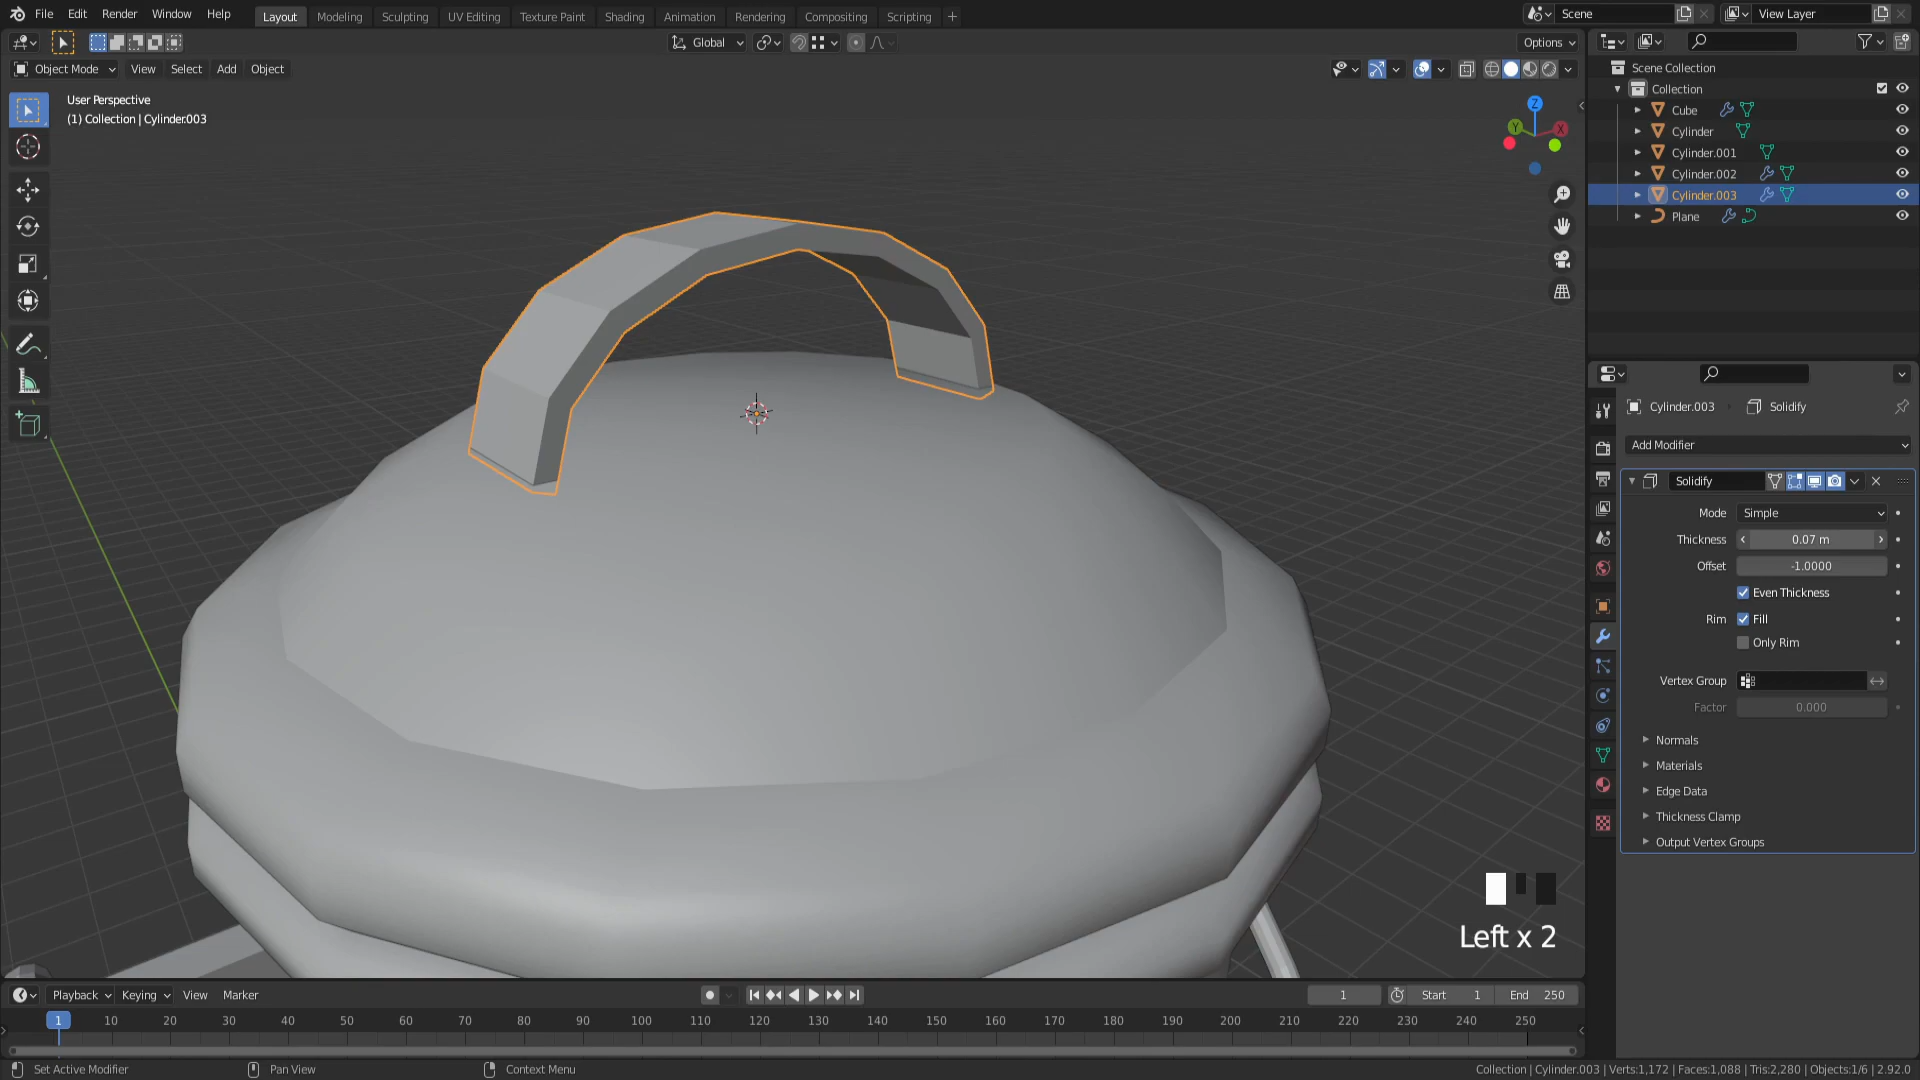 File Edit Render Window Help Layout Modeling Sculpting UV Editing Texture Paint Shading Animation Rendering Compositing Scripting + Scene View Layer
Global Options
Object Mode View Select Add Object
User Perspective
(1) Collection | Cylinder.003
Z
Y X
Scene Collection
Collection
Cube
Cylinder
Cylinder.001
Cylinder.002
Cylinder.003
Plane
Cylinder.003 Solidify
Add Modifier
Solidify
Mode Simple
Thickness 0.07 m
Offset -1.0000
Even Thickness
Rim Fill
Only Rim
Vertex Group
Factor 0.000
Normals
Materials
Edge Data
Thickness Clamp
Output Vertex Groups
Left x 2
Playback Keying View Marker 1 Start 1 End 250
1 10 20 30 40 50 60 70 80 90 100 110 120 130 140 150 160 170 180 190 200 210 220 230 240 250
Set Active Modifier Pan View Context Menu Collection | Cylinder.003 | Verts:1,172 | Faces:1,088 | Tris:2,280 | Objects:1/6 | 2.92.0